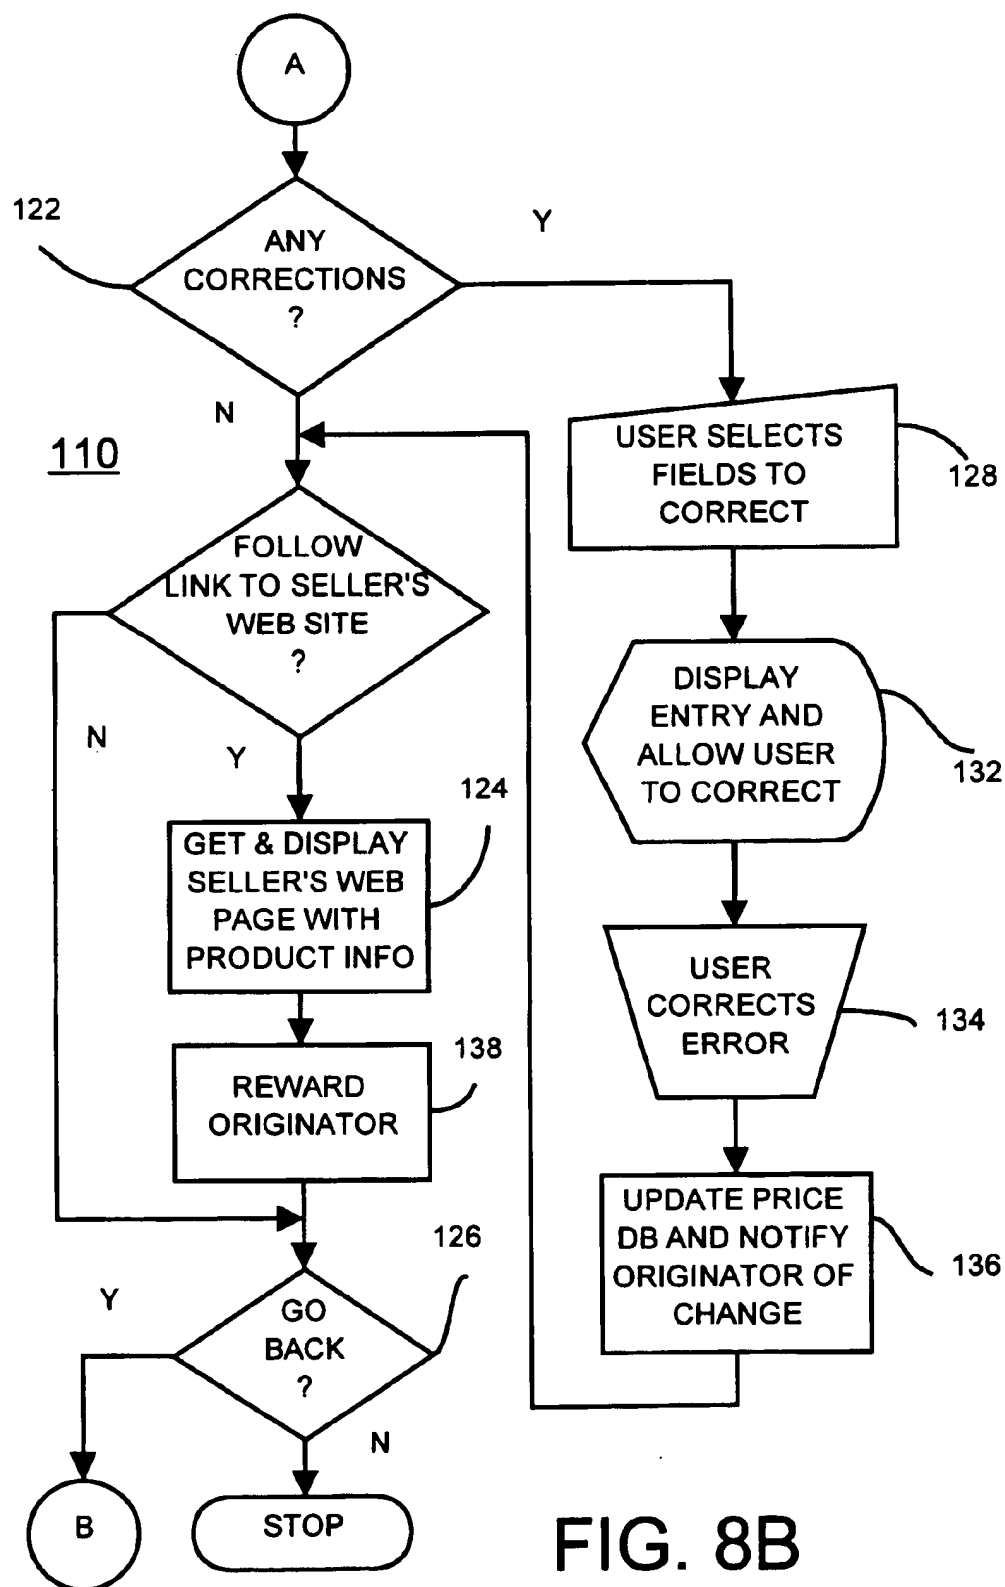 A
122
ANY
CORRECTIONS
?
Y
N
110
USER SELECTS
FIELDS TO
CORRECT
128
FOLLOW
LINK TO SELLER'S
WEB SITE
?
N
Y
DISPLAY
ENTRY AND
ALLOW USER
TO CORRECT
132
124
GET & DISPLAY
SELLER'S WEB
PAGE WITH
PRODUCT INFO
USER
CORRECTS
ERROR
134
138
REWARD
ORIGINATOR
UPDATE PRICE
DB AND NOTIFY
ORIGINATOR OF
CHANGE
136
126
Y
GO
BACK
?
N
B
STOP
FIG. 8B